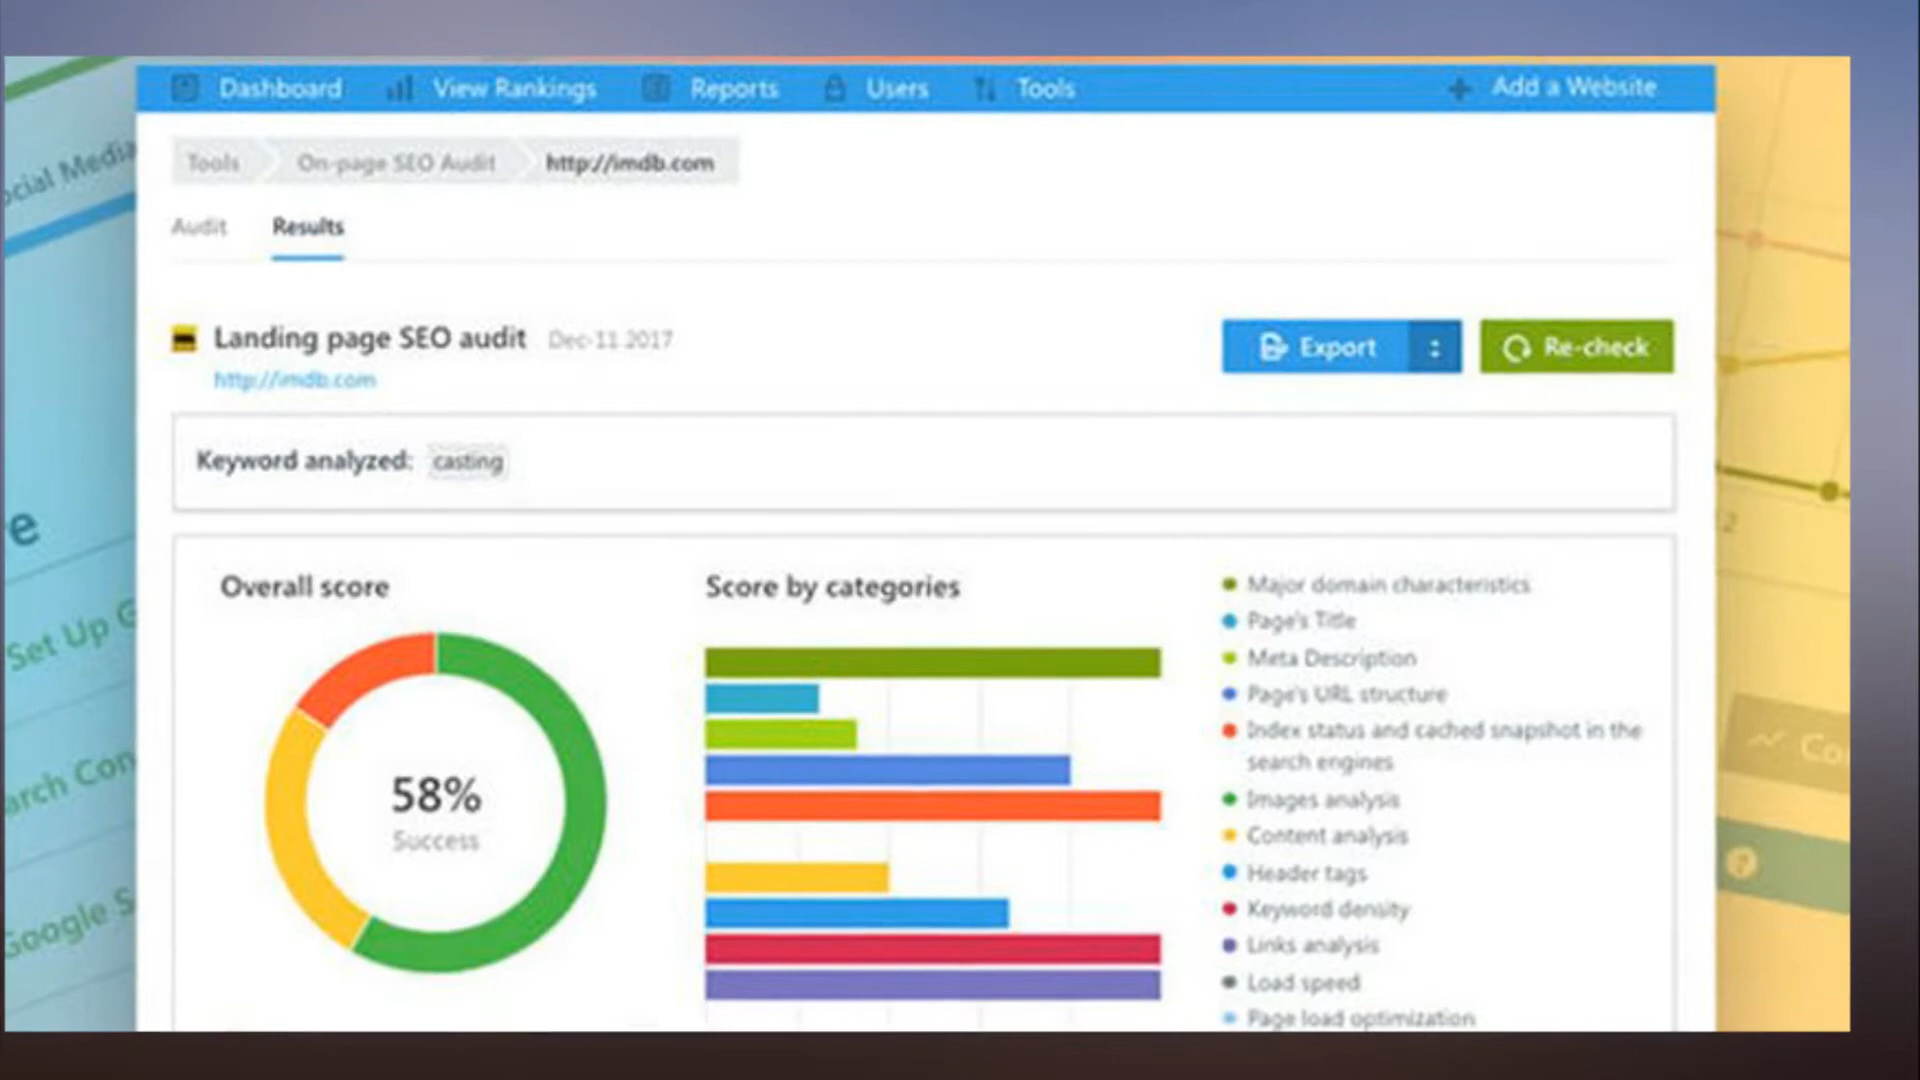 Dashboard
View Rankings
Reports
Users
Tools
Add a Website
Tools
On-page SEO Audit
http://imdb.com
Audit
Results
Landing page SEO audit
Dec-11 2017
http://imdb.com
Export
Re-check
Keyword analyzed:
casting
Overall score
58%
Success
Score by categories
Major domain characteristics
Page's Title
Meta Description
Page's URL structure
Index status and cached snapshot in the
search engines
Images analysis
Content analysis
Header tags
Keyword density
Links analysis
Load speed
Page load optimization
Media
e
Set Up G
Con
Google S
Co